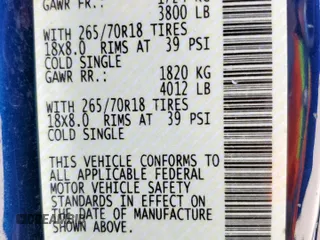 GAWR FR.: 1724 KG
3800 LB
WITH 265/70R18 TIRES
18X8.0 RIMS AT 39 PSI
COLD SINGLE
GAWR RR.: 1820 KG
4012 LB
WITH 265/70R18 TIRES
18X8.0 RIMS AT 39 PSI
COLD SINGLE
THIS VEHICLE CONFORMS TO
ALL APPLICABLE FEDERAL
MOTOR VEHICLE SAFETY
STANDARDS IN EFFECT ON
THE DATE OF MANUFACTURE
SHOWN ABOVE.